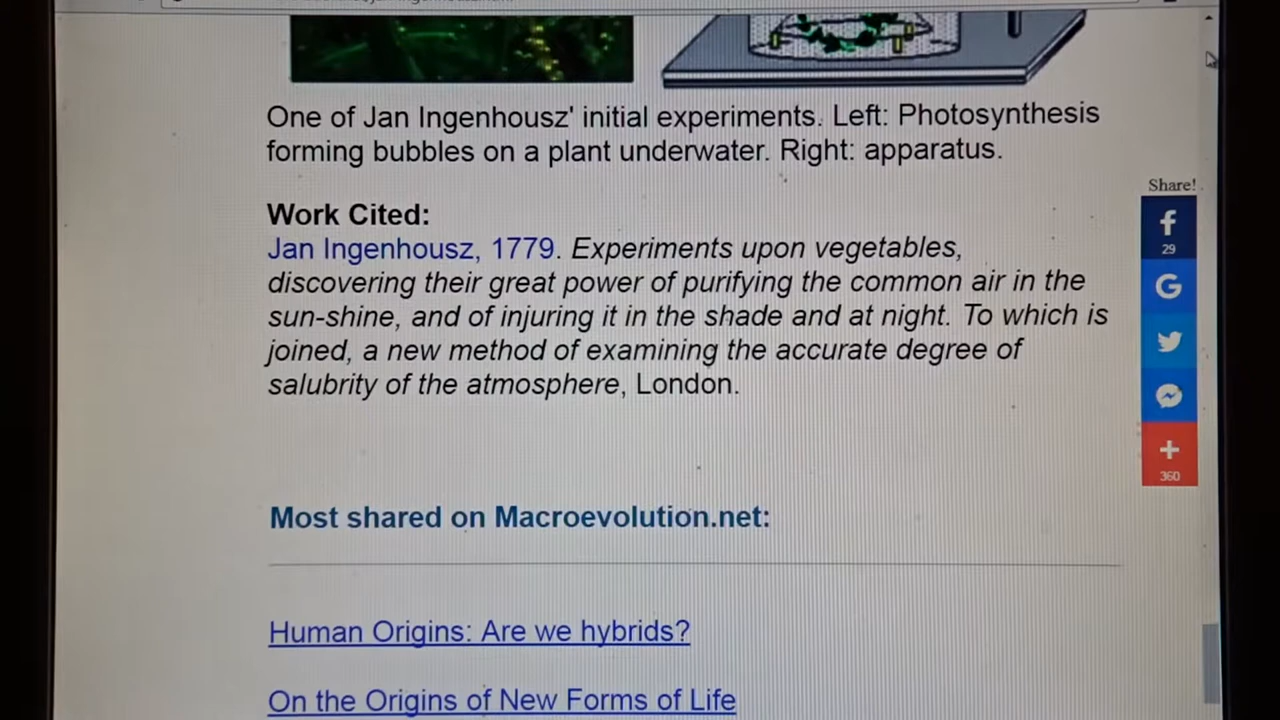 One of Jan Ingenhousz' initial experiments. Left: Photosynthesis
forming bubbles on a plant underwater. Right: apparatus.
Share!
Work Cited:
29
Jan Ingenhousz, 1779. Experiments upon vegetables,
discovering their great power of purifying the common air in the
sun-shine, and of injuring it in the shade and at night. To which is
joined, a new method of examining the accurate degree of
salubrity of the atmosphere, London.
360
Most shared on Macroevolution.net:
Human Origins: Are we hybrids?
On the Origins of New Forms of Life